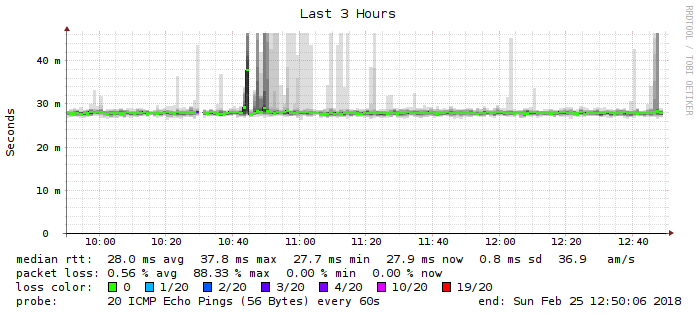 Last 3 Hours
RRDTOOL / TOBI OETIKER
Seconds
40 m
30 m
20 m
10 m
0
10:00 10:20 10:40 11:00 11:20 11:40 12:00 12:20 12:40
median rtt: 28.0 ms avg 37.8 ms max 27.7 ms min 27.9 ms now 0.8 ms sd 36.9 am/s
packet loss: 0.56 % avg 88.33 % max 0.00 % min 0.00 % now
loss color: 0 1/20 2/20 3/20 4/20 10/20 19/20
probe: 20 ICMP Echo Pings (56 Bytes) every 60s end: Sun Feb 25 12:50:06 2018